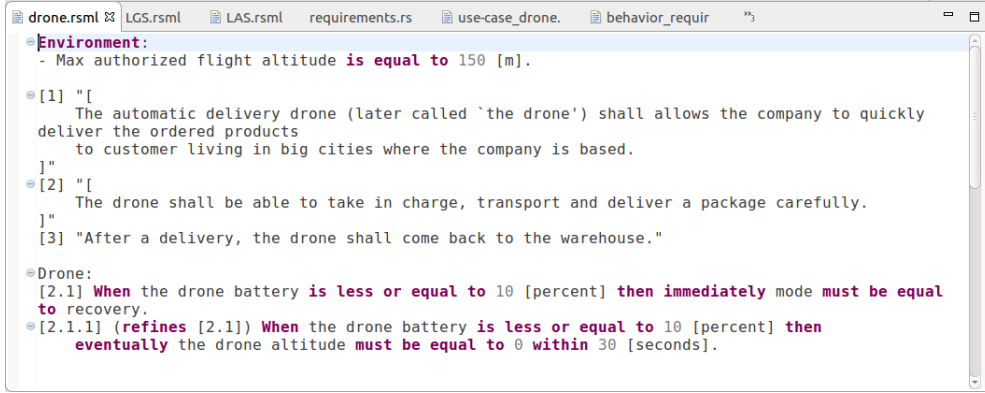 drone.rsml LGS.rsml LAS.rsml requirements.rs use-case_drone. behavior_requir »3
Environment:
- Max authorized flight altitude is equal to 150 [m].
[1] "[
The automatic delivery drone (later called `the drone') shall allows the company to quickly
deliver the ordered products
to customer living in big cities where the company is based.
]"
[2] "[
The drone shall be able to take in charge, transport and deliver a package carefully.
]"
[3] "After a delivery, the drone shall come back to the warehouse."
Drone:
[2.1] When the drone battery is less or equal to 10 [percent] then immediately mode must be equal
to recovery.
[2.1.1] (refines [2.1]) When the drone battery is less or equal to 10 [percent] then
eventually the drone altitude must be equal to 0 within 30 [seconds].